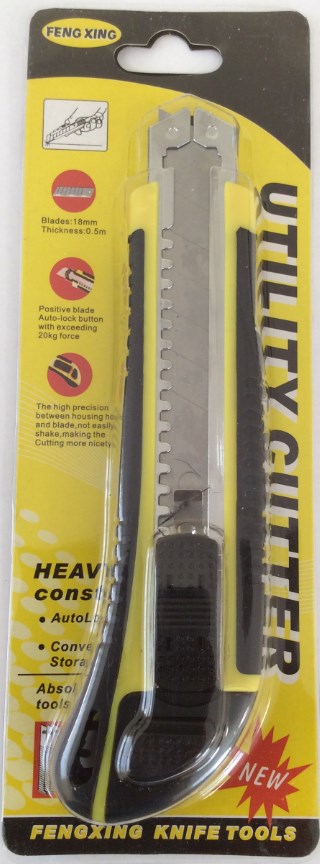 FENG XING
UTILITY CUTTER
Blades:18mm
Thickness:0.5m
Positive blade
Auto-lock button
with exceeding
20kg force
The high precision
between housing
and blade,not easily
shake,making the
Cutting more nicety
HEAV
const
● AutoL
● Conve
Stora
Absol
tools
NEW
FENGXING KNIFE TOOLS